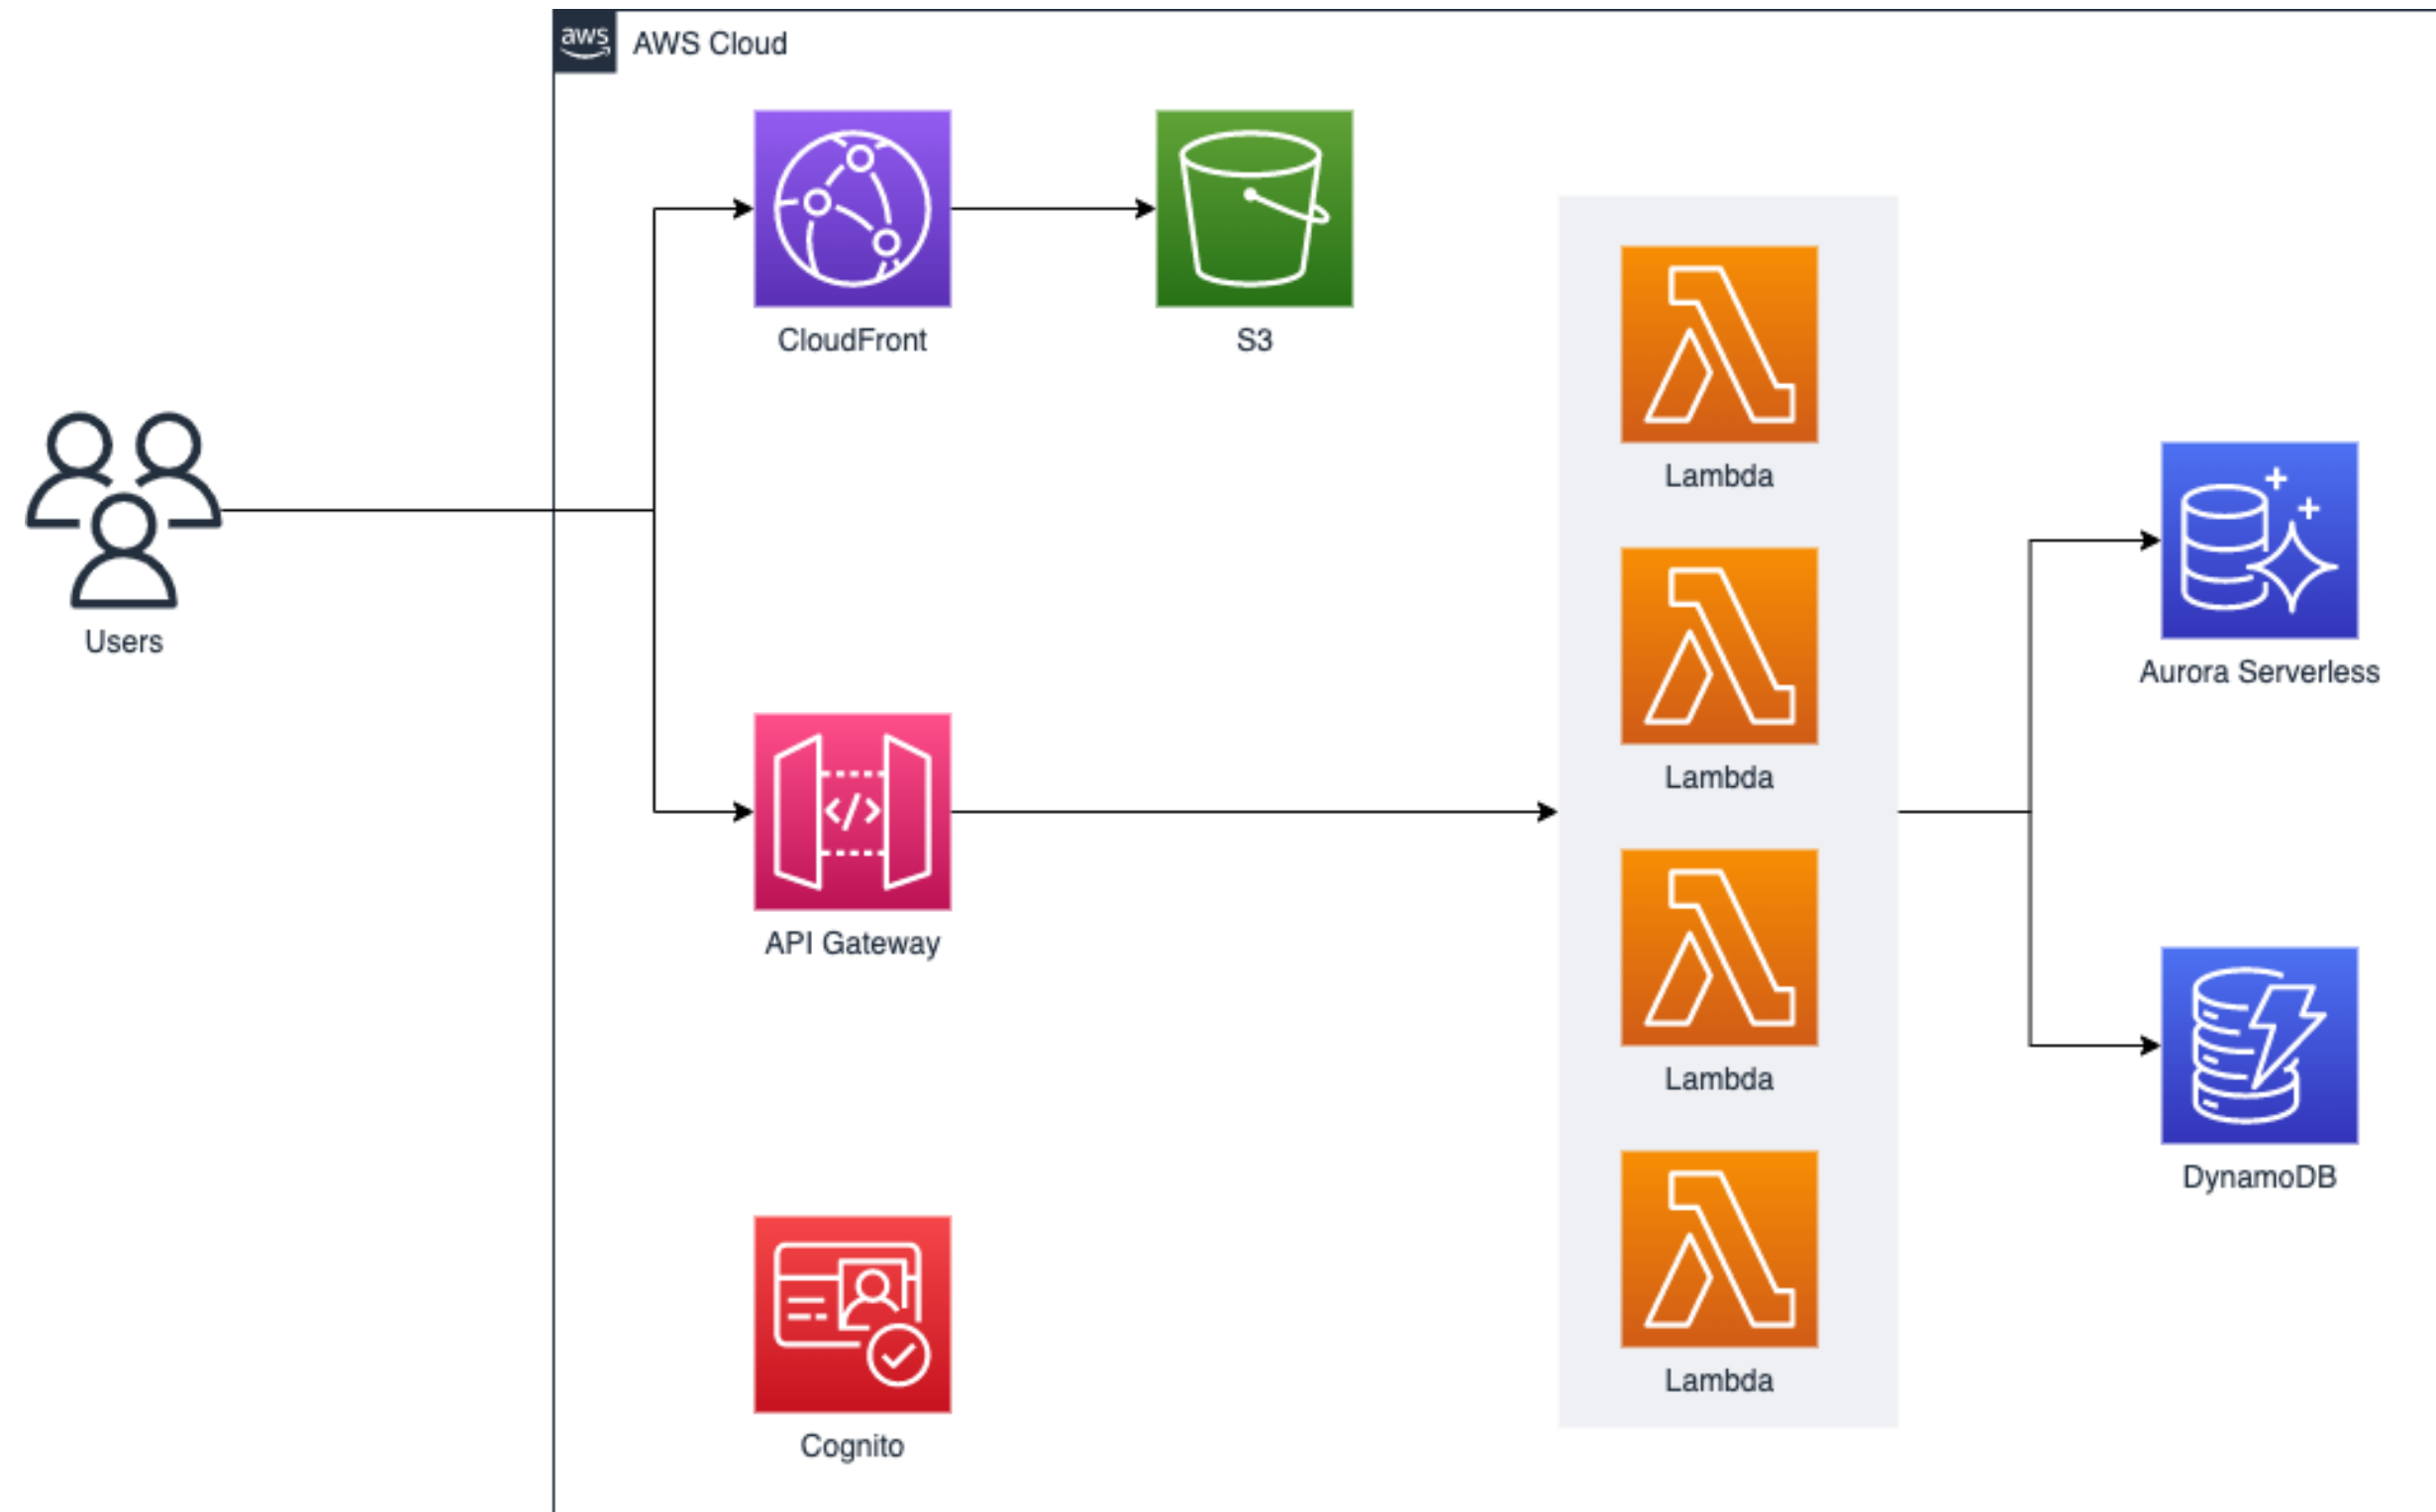 aws
AWS Cloud
CloudFront
S3
Lambda
Users
Lambda
Aurora Serverless
</>
API Gateway
Lambda
DynamoDB
Lambda
Cognito